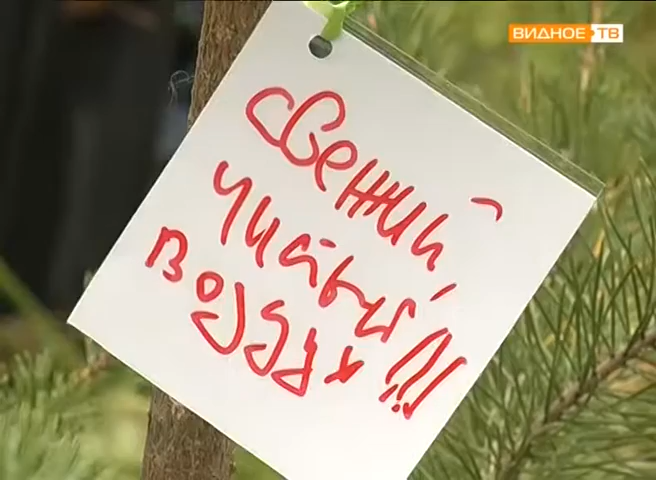 ВИДНОЕ ТВ
свежий
чистый
воздух!!!